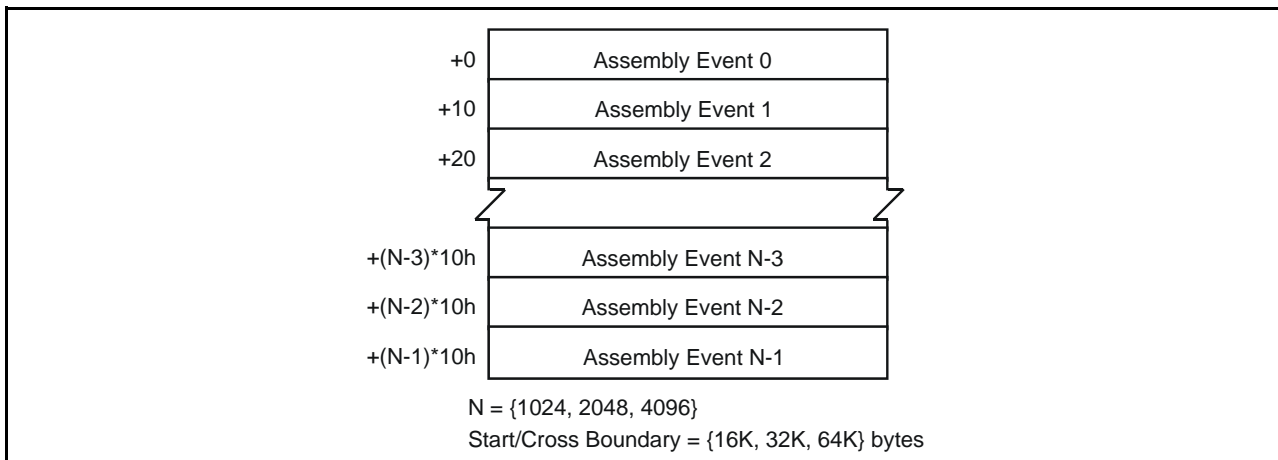 +0 Assembly Event 0
+10 Assembly Event 1
+20 Assembly Event 2
+(N-3)*10h Assembly Event N-3
+(N-2)*10h Assembly Event N-2
+(N-1)*10h Assembly Event N-1
N = {1024, 2048, 4096}
Start/Cross Boundary = {16K, 32K, 64K} bytes